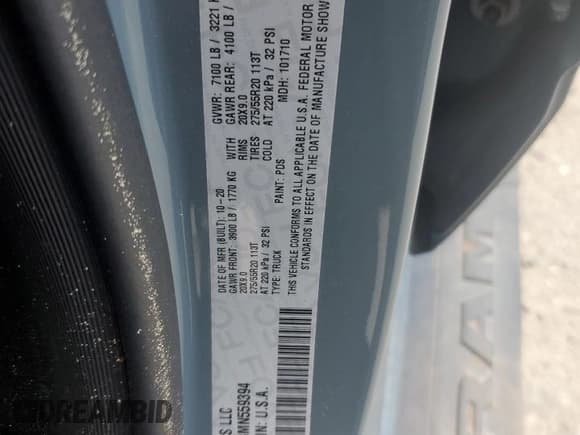 S LLC
MN559394
IN: U.S.A.
DATE OF MFR (BUILT): 10-20
GVWR: 7100 LB / 3221 K
GAWR FRONT: 3900 LB / 1770 KG WITH GAWR REAR: 4100 LB /
20X9.0 RIMS 20X9.0
275/55R20 113T TIRES 275/55R20 113T
AT 220 kPa / 32 PSI COLD AT 220 kPa / 32 PSI
TYPE: TRUCK PAINT: PDS MDH: 101710
THIS VEHICLE CONFORMS TO ALL APPLICABLE U.S.A. FEDERAL MOTOR
STANDARDS IN EFFECT ON THE DATE OF MANUFACTURE SHOW
RAM
DREAMBID